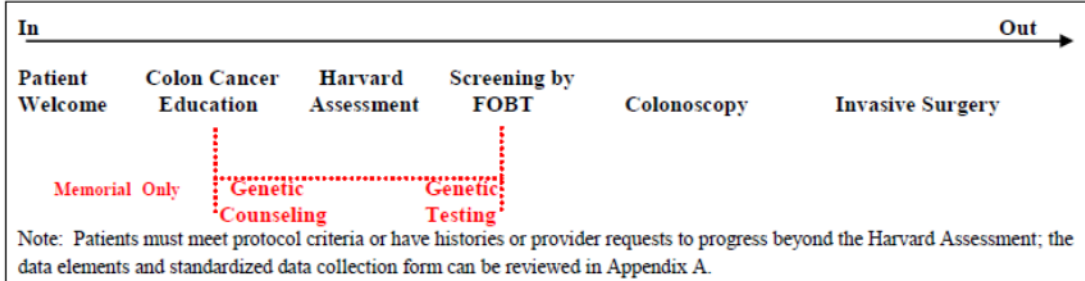 In Out
Patient Colon Cancer Harvard Screening by
Welcome Education Assessment FOBT Colonoscopy Invasive Surgery
Memorial Only Genetic Genetic
Counseling Testing
Note: Patients must meet protocol criteria or have histories or provider requests to progress beyond the Harvard Assessment; the
data elements and standardized data collection form can be reviewed in Appendix A.